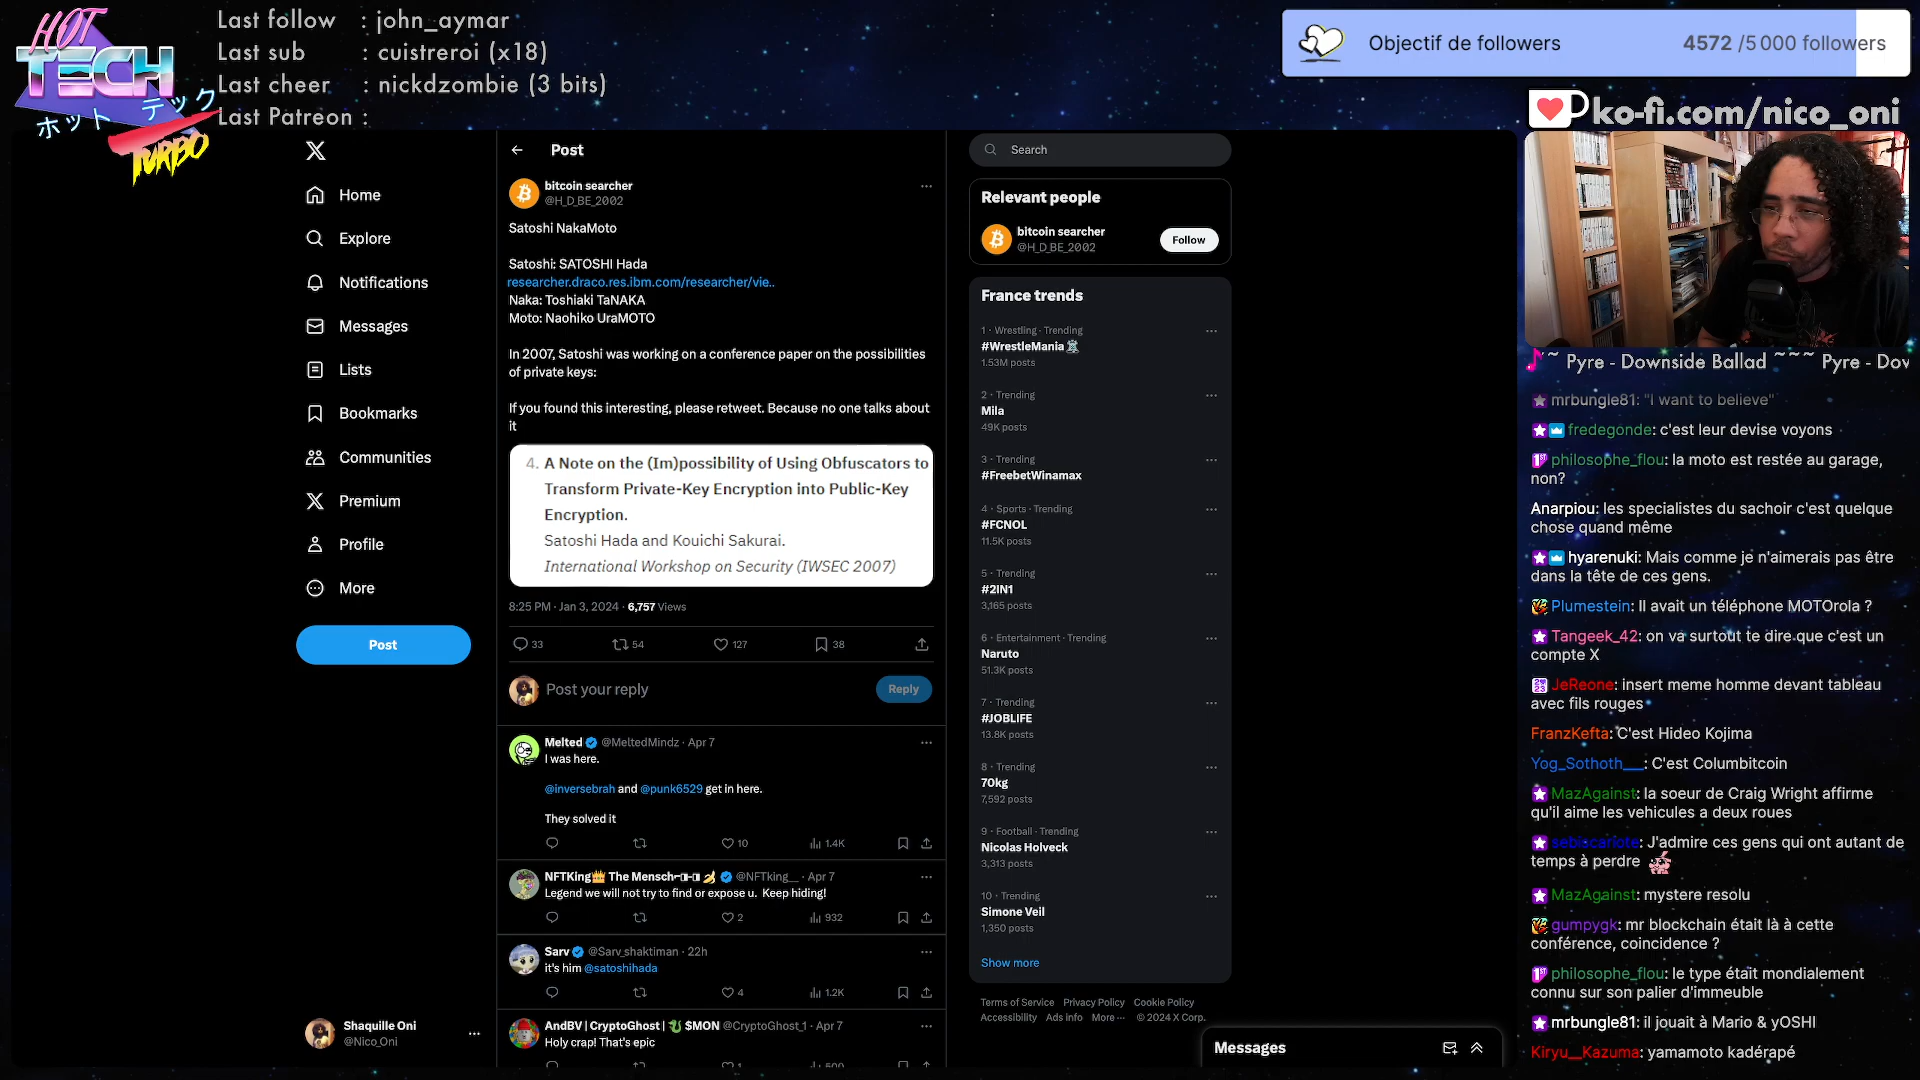 HOT
TECH
ホット テック
TURBO
Last follow : john_aymar
Last sub : cuistreroi (x18)
Last cheer : nickdzombie (3 bits)
Last Patreon :
Objectif de followers 4572 /5 000 followers
ko-fi.com/nico_oni
Home
Explore
Notifications
Messages
Lists
Bookmarks
Communities
Premium
Profile
More
Post
Shaquille Oni
@Nico_Oni
Post
bitcoin searcher
@H_D_BE_2002
Satoshi NakaMoto
Satoshi: SATOSHI Hada
researcher.draco.res.ibm.com/researcher/vie..
Naka: Toshiaki TaNAKA
Moto: Naohiko UraMOTO
In 2007, Satoshi was working on a conference paper on the possibilities
of private keys:
If you found this interesting, please retweet. Because no one talks about
it
4. A Note on the (Im)possibility of Using Obfuscators to
Transform Private-Key Encryption into Public-Key
Encryption.
Satoshi Hada and Kouichi Sakurai.
International Workshop on Security (IWSEC 2007)
8:25 PM · Jan 3, 2024 · 6,757 Views
33 54 127 38
Post your reply
Reply
Melted @MeltedMindz · Apr 7
I was here.
@inversebrah and @punk6529 get in here.
They solved it
10 1.4K
NFTKing The Mensch @NFTking__ · Apr 7
Legend we will not try to find or expose u. Keep hiding!
2 932
Sarv @Sarv_shaktiman · 22h
it's him @satoshihada
4 1.2K
AndBV | CryptoGhost | $MON @CryptoGhost_1 · Apr 7
Holy crap! That's epic
Search
Relevant people
bitcoin searcher
@H_D_BE_2002
Follow
France trends
1 · Wrestling · Trending
#WrestleMania
1.53M posts
2 · Trending
Mila
49K posts
3 · Trending
#FreebetWinamax
4 · Sports · Trending
#FCNOL
11.5K posts
5 · Trending
#2IN1
3,165 posts
6 · Entertainment · Trending
Naruto
51.3K posts
7 · Trending
#JOBLIFE
13.8K posts
8 · Trending
70kg
7,592 posts
9 · Football · Trending
Nicolas Holveck
3,313 posts
10 · Trending
Simone Veil
1,350 posts
Show more
Terms of Service Privacy Policy Cookie Policy
Accessibility Ads info More ··· © 2024 X Corp.
Messages
~ Pyre - Downside Ballad ~~~ Pyre - Dov
mrbungle81: "I want to believe"
fredegonde: c'est leur devise voyons
philosophe_flou: la moto est restée au garage,
non?
Anarpiou: les specialistes du sachoir c'est quelque
chose quand même
hyarenuki: Mais comme je n'aimerais pas être
dans la tête de ces gens.
Plumestein: Il avait un téléphone MOTOrola ?
Tangeek_42: on va surtout te dire que c'est un
compte X
JeReone: insert meme homme devant tableau
avec fils rouges
FranzKefta: C'est Hideo Kojima
Yog_Sothoth___: C'est Columbitcoin
MazAgainst: la soeur de Craig Wright affirme
qu'il aime les vehicules a deux roues
sebiscariote: J'admire ces gens qui ont autant de
temps à perdre
MazAgainst: mystere resolu
gumpygk: mr blockchain était là à cette
conférence, coincidence ?
philosophe_flou: le type était mondialement
connu sur son palier d'immeuble
mrbungle81: il jouait à Mario & yOSHI
Kiryu__Kazuma: yamamoto kadérapé